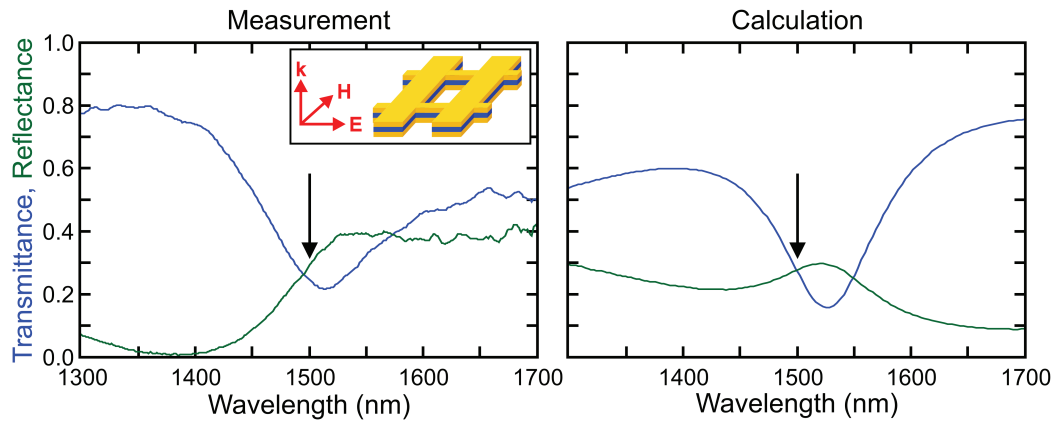 Measurement
Calculation
Transmittance, Reflectance
1.0
0.8
0.6
0.4
0.2
0.0
k
H
E
1300
1400
1500
1600
1700
Wavelength (nm)
1400
1500
1600
1700
Wavelength (nm)